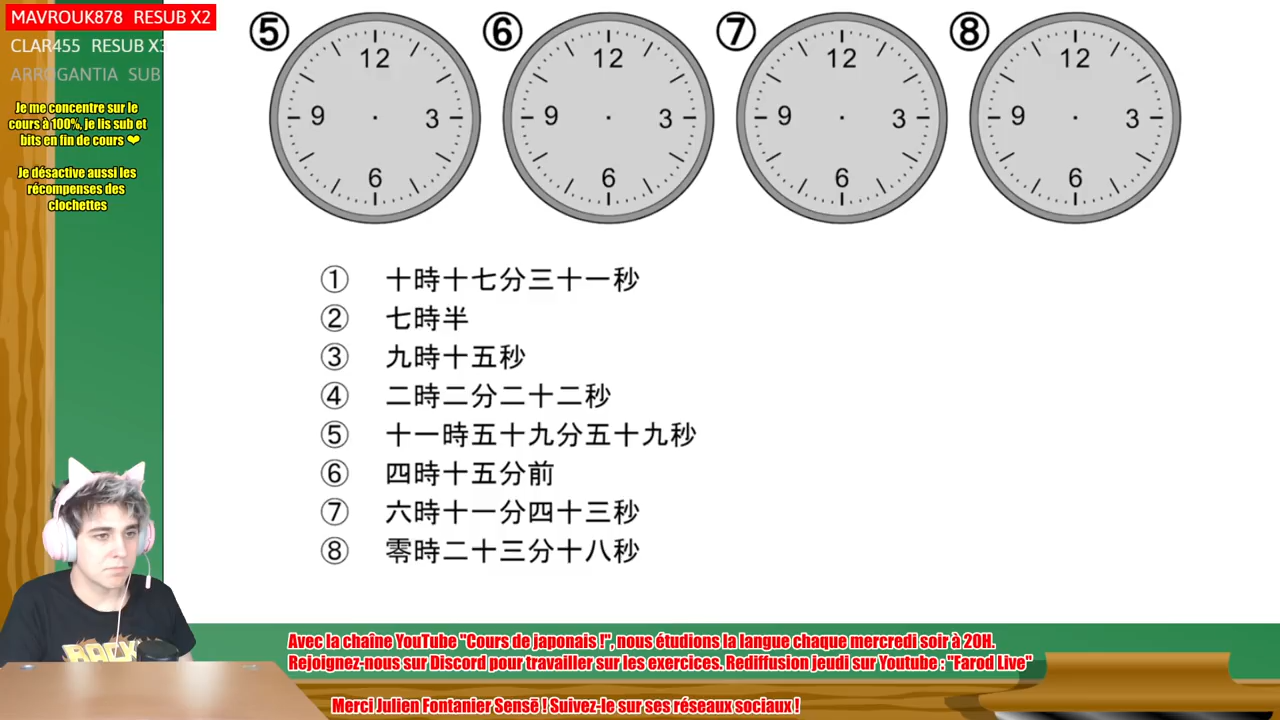 MAVROUK878 RESUB X2
CLAR455 RESUB X3
ARROGANTIA SUB
Je me concentre sur le
cours à 100%, je lis sub et
bits en fin de cours ❤
Je désactive aussi les
récompenses des
clochettes
⑤ ⑥ ⑦ ⑧
12 12 12 12
9 3 9 3 9 3 9 3
6 6 6 6
① 十時十七分三十一秒
② 七時半
③ 九時十五秒
④ 二時二分二十二秒
⑤ 十一時五十九分五十九秒
⑥ 四時十五分前
⑦ 六時十一分四十三秒
⑧ 零時二十三分十八秒
BACK
Avec la chaîne YouTube "Cours de japonais !", nous étudions la langue chaque mercredi soir à 20H.
Rejoignez-nous sur Discord pour travailler sur les exercices. Rediffusion jeudi sur Youtube : "Farod Live"
Merci Julien Fontanier Sensē ! Suivez-le sur ses réseaux sociaux !